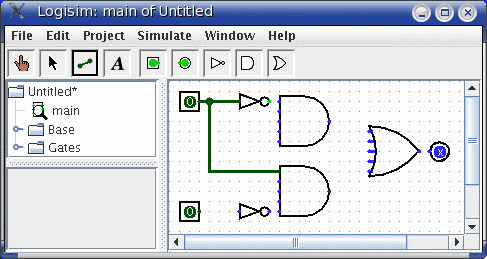 Logisim: main of Untitled
File Edit Project Simulate Window Help
A
Untitled*
main
Base
Gates
0
x
0